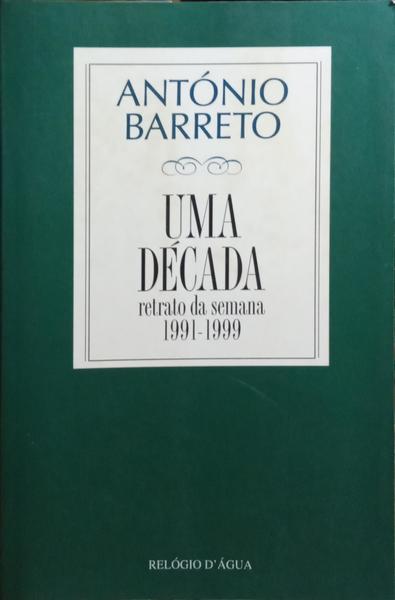 ANTÓNIO
BARRETO
UMA
DÉCADA
retrato da semana
1991-1999
RELÓGIO D'ÁGUA